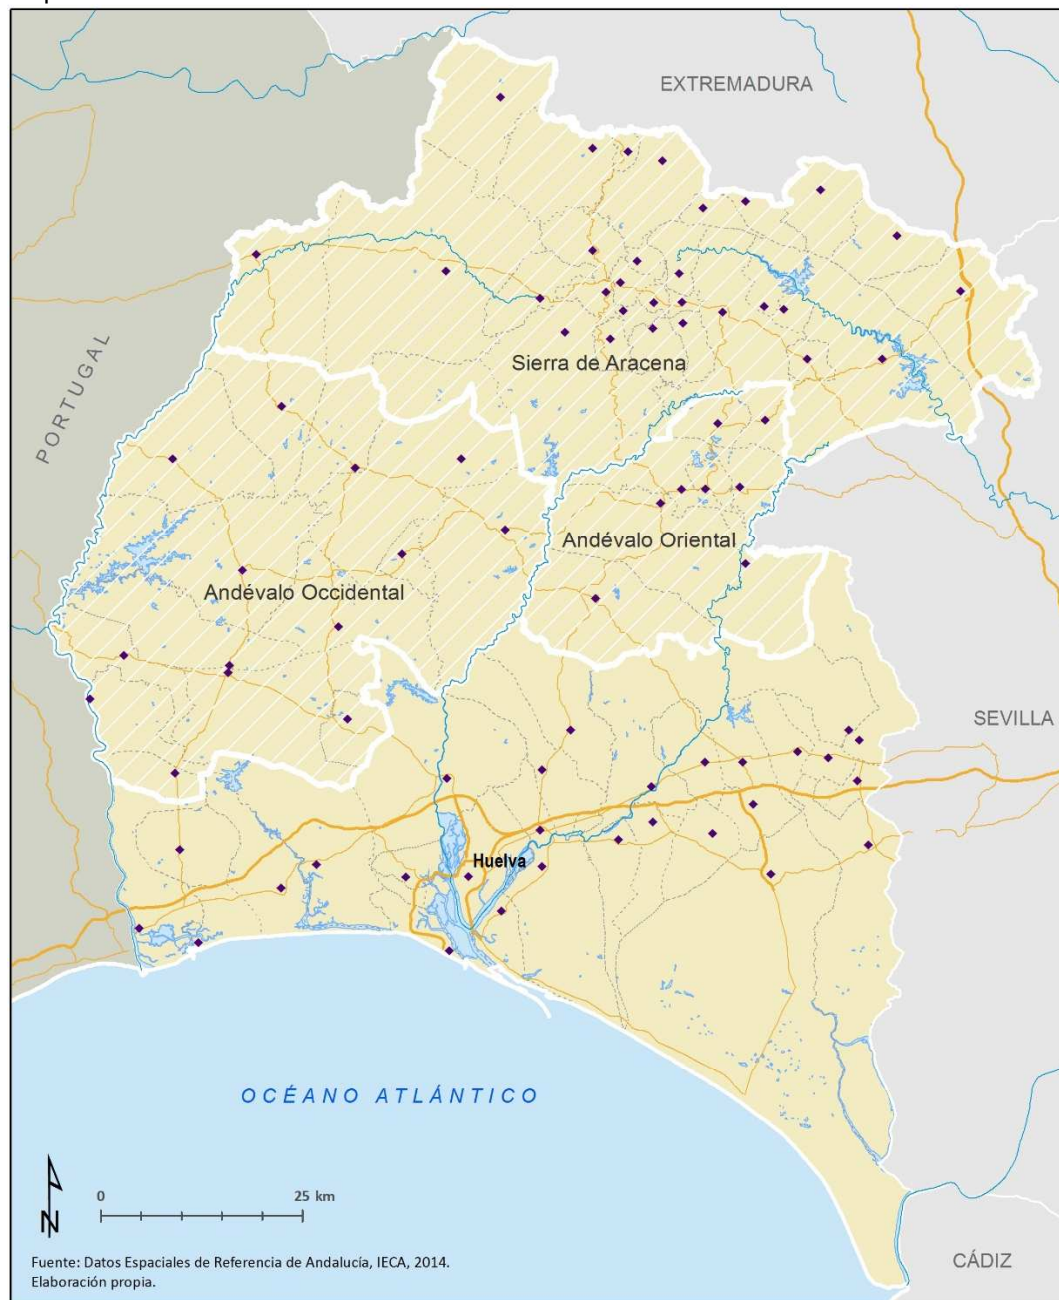 EXTREMADURA
PORTUGAL
Sierra de Aracena
Andévalo Oriental
Andévalo Occidental
SEVILLA
Huelva
OCÉANO ATLÁNTICO
N
0 25 km
Fuente: Datos Espaciales de Referencia de Andalucía, IECA, 2014.
Elaboración propia.
CÁDIZ